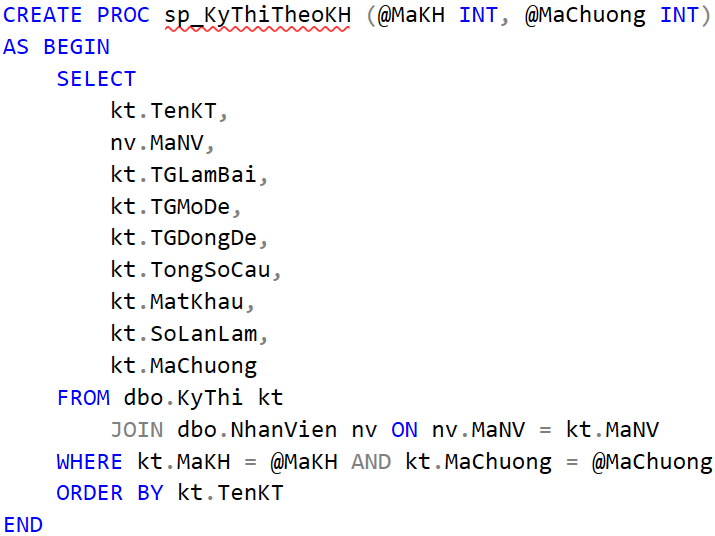 CREATE PROC sp_KyThiTheoKH (@MaKH INT, @MaChuong INT)
AS BEGIN
    SELECT
        kt.TenKT,
        nv.MaNV,
        kt.TGLamBai,
        kt.TGMoDe,
        kt.TGDongDe,
        kt.TongSoCau,
        kt.MatKhau,
        kt.SoLanLam,
        kt.MaChuong
    FROM dbo.KyThi kt
        JOIN dbo.NhanVien nv ON nv.MaNV = kt.MaNV
    WHERE kt.MaKH = @MaKH AND kt.MaChuong = @MaChuong
    ORDER BY kt.TenKT
END